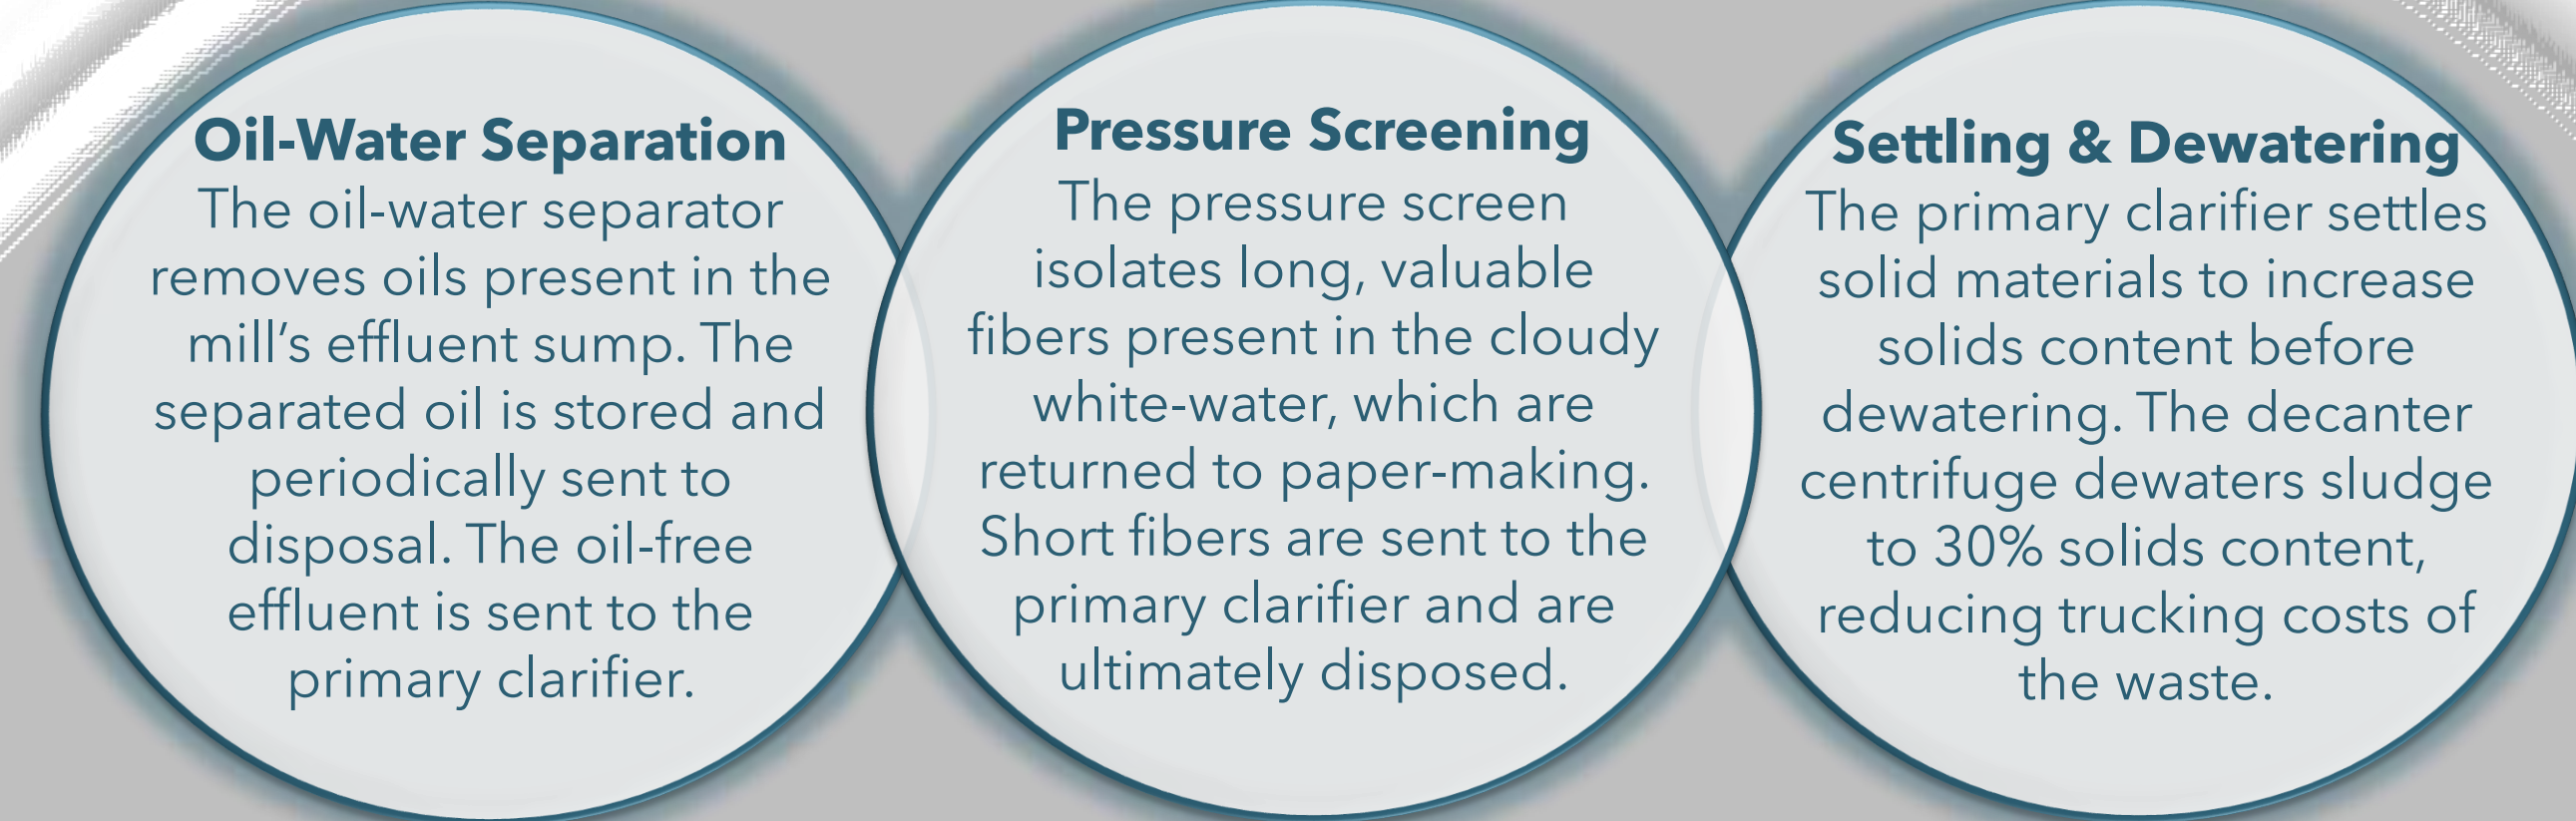 Oil-Water Separation
The oil-water separator
removes oils present in the
mill’s effluent sump. The
separated oil is stored and
periodically sent to
disposal. The oil-free
effluent is sent to the
primary clarifier.
Pressure Screening
The pressure screen
isolates long, valuable
fibers present in the cloudy
white-water, which are
returned to paper-making.
Short fibers are sent to the
primary clarifier and are
ultimately disposed.
Settling & Dewatering
The primary clarifier settles
solid materials to increase
solids content before
dewatering. The decanter
centrifuge dewaters sludge
to 30% solids content,
reducing trucking costs of
the waste.